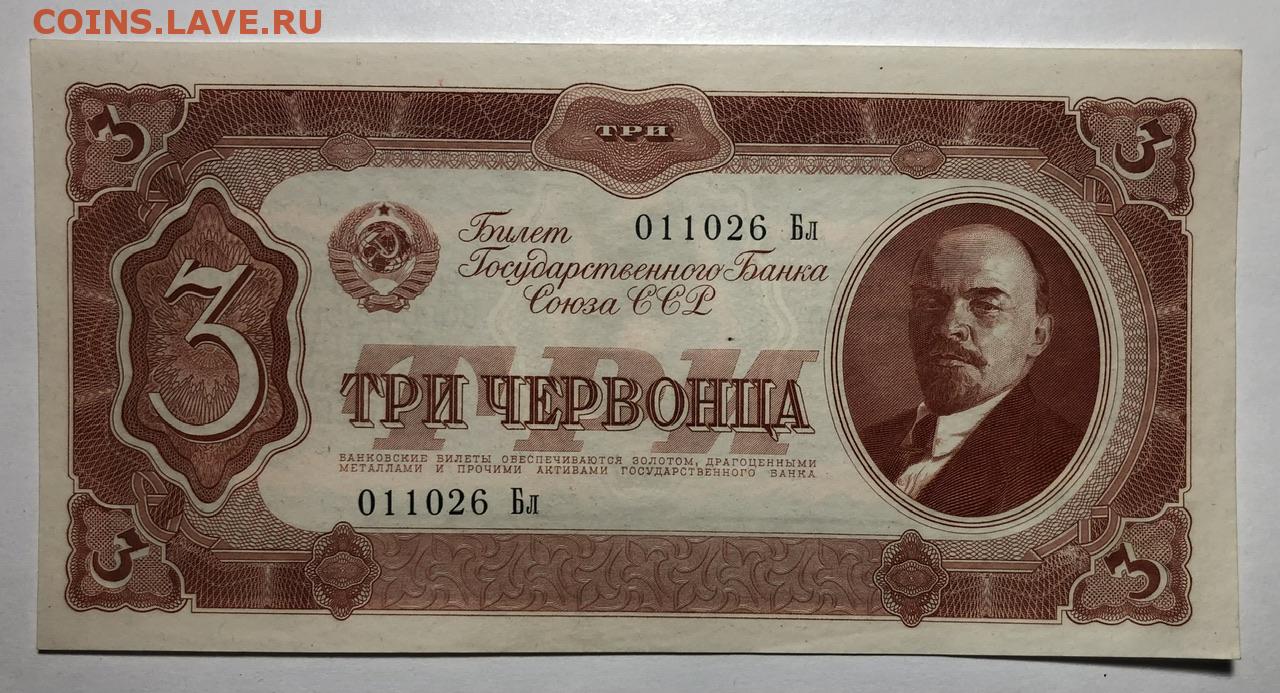 COINS.LAVE.RU
3
3
ТРИ
3
Билет
011026 Бл
Государственного Банка
Союза ССР
ТРИ
ТРИ ЧЕРВОНЦА
БАНКОВСКИЕ БИЛЕТЫ ОБЕСПЕЧИВАЮТСЯ ЗОЛОТОМ, ДРАГОЦЕННЫМИ
МЕТАЛЛАМИ И ПРОЧИМИ АКТИВАМИ ГОСУДАРСТВЕННОГО БАНКА
011026 Бл
3
3